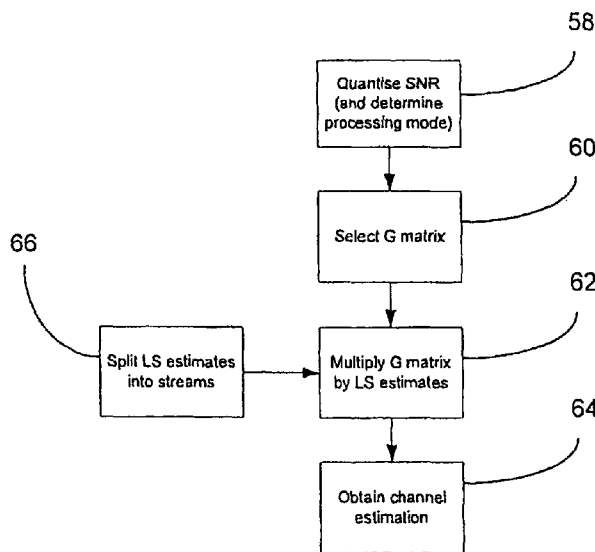 58
Quantise SNR
(and determine
processing mode)
60
Select G matrix
66
62
Split LS estimates
into streams
Multiply G matrix
by LS estimates
64
Obtain channel
estimation